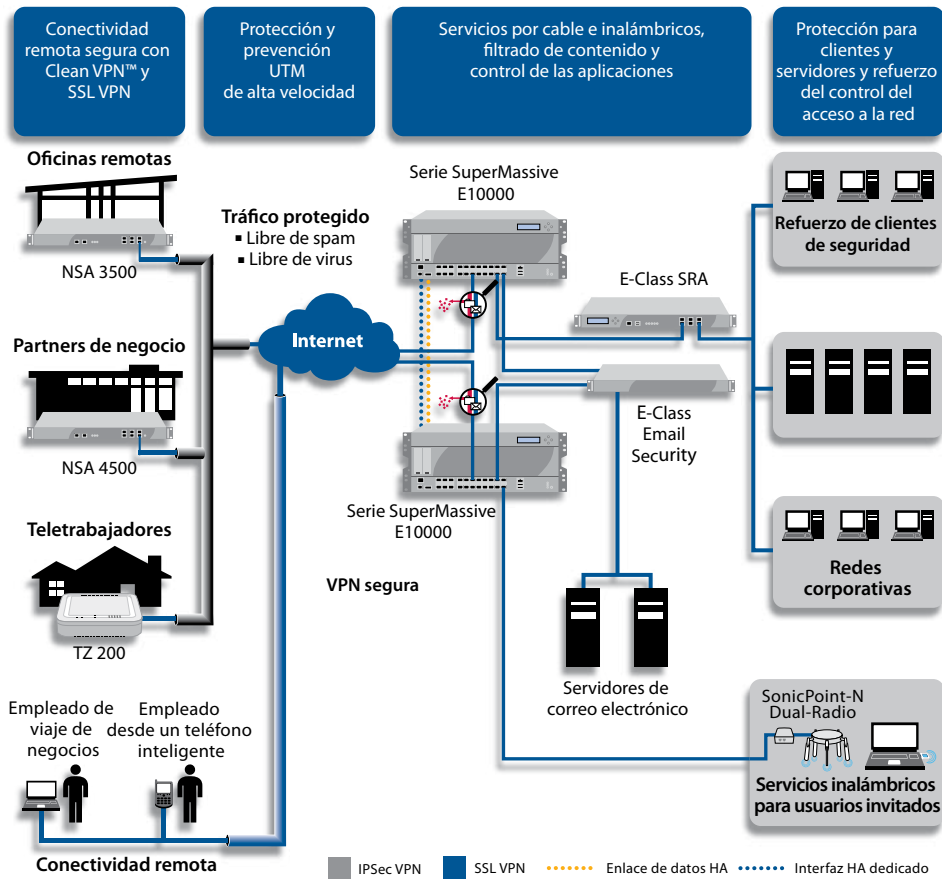 Conectividad
remota segura con
Clean VPN™ y
SSL VPN
Protección y
prevención
UTM
de alta velocidad
Servicios por cable e inalámbricos,
filtrado de contenido y
control de las aplicaciones
Protección para
clientes y
servidores y refuerzo
del control del
acceso a la red
Oficinas remotas
NSA 3500
Partners de negocio
NSA 4500
Teletrabajadores
TZ 200
Empleado de
viaje de
negocios
Empleado
desde un teléfono
inteligente
Conectividad remota
Tráfico protegido
▪ Libre de spam
▪ Libre de virus
Internet
VPN segura
Serie SuperMassive
E10000
Serie SuperMassive
E10000
E-Class SRA
E-Class
Email
Security
Servidores de
correo electrónico
Refuerzo de clientes
de seguridad
Redes
corporativas
SonicPoint-N
Dual-Radio
Servicios inalámbricos
para usuarios invitados
IPSec VPN
SSL VPN
Enlace de datos HA
Interfaz HA dedicado